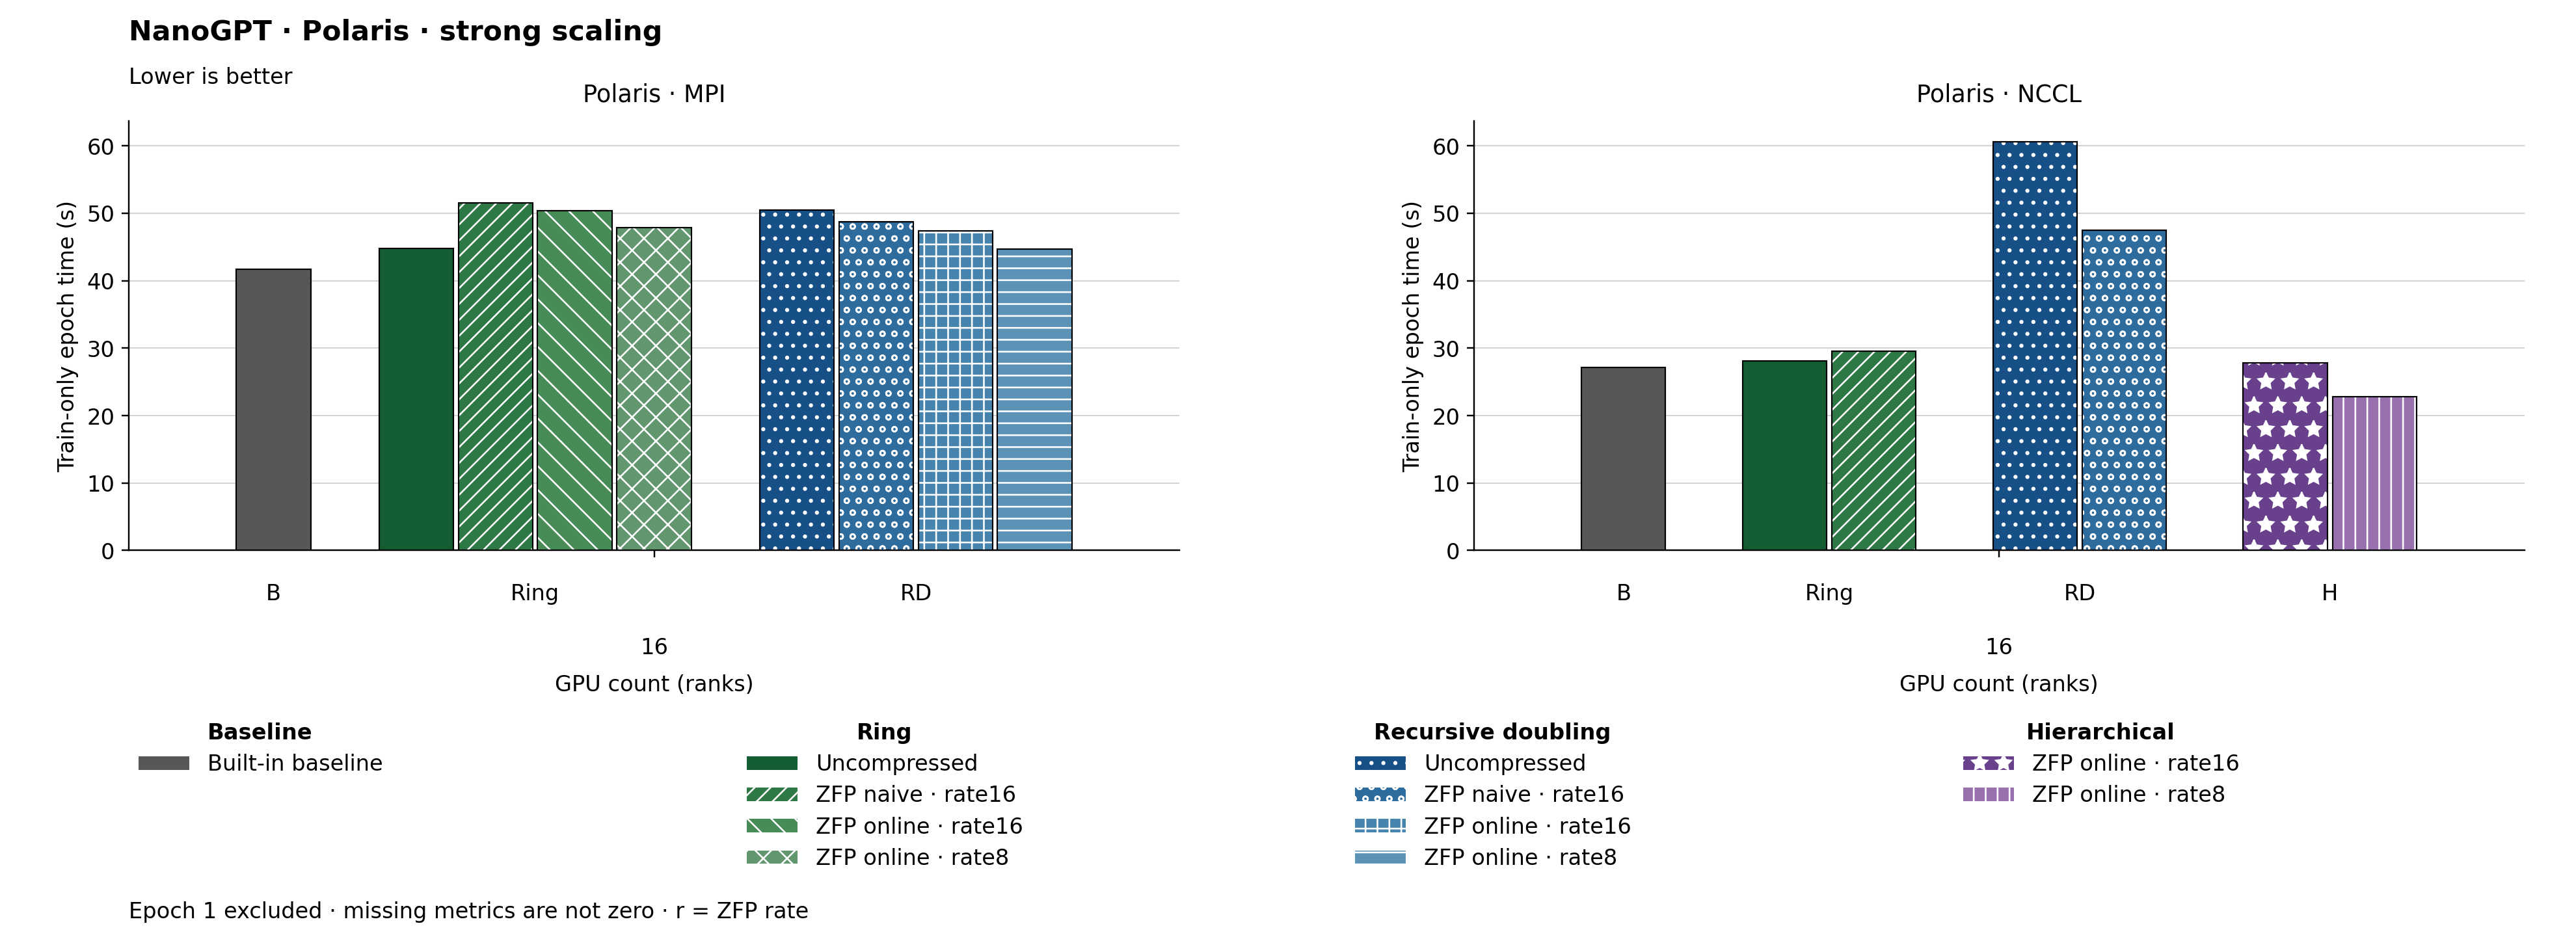 NanoGPT · Polaris · strong scaling
Lower is better
Polaris · MPI
Train-only epoch time (s)
60
50
40
30
20
10
0
B Ring RD
16
GPU count (ranks)
Polaris · NCCL
Train-only epoch time (s)
60
50
40
30
20
10
0
B Ring RD H
16
GPU count (ranks)
Baseline
Built-in baseline
Ring
Uncompressed
ZFP naive · rate16
ZFP online · rate16
ZFP online · rate8
Recursive doubling
Uncompressed
ZFP naive · rate16
ZFP online · rate16
ZFP online · rate8
Hierarchical
ZFP online · rate16
ZFP online · rate8
Epoch 1 excluded · missing metrics are not zero · r = ZFP rate